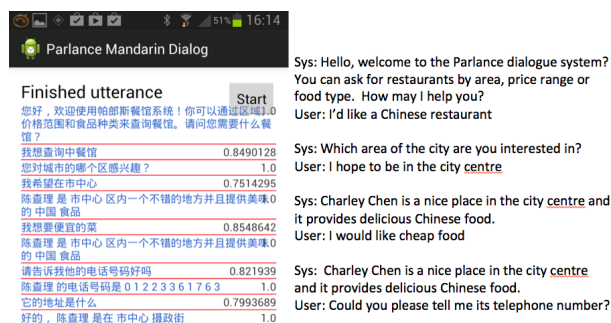 51% 16:14
Parlance Mandarin Dialog
Finished utterance
Start
您好，欢迎使用帕郎斯餐馆系统！你可以通过区域1.0
价格范围和食品种类来查询餐馆。请问您需要什么餐
馆？
我想查询中餐馆 0.8490128
您对城市的哪个区感兴趣？ 1.0
我希望在市中心 0.7514295
陈查理 是 市中心 区内一个不错的地方并且提供美味.0
的 中国 食品
我想要便宜的菜 0.8548642
陈查理 是 市中心 区内一个不错的地方并且提供美味.0
的 中国 食品
请告诉我他的电话号码好吗 0.821939
陈查理 的电话号码是 0 1 2 2 3 3 6 1 7 6 3 1.0
它的地址是什么 0.7993689
好的， 陈查理 是在 市中心 摄政街 1.0
Sys: Hello, welcome to the Parlance dialogue system?
You can ask for restaurants by area, price range or
food type. How may I help you?
User: I'd like a Chinese restaurant
Sys: Which area of the city are you interested in?
User: I hope to be in the city centre
Sys: Charley Chen is a nice place in the city centre and
it provides delicious Chinese food.
User: I would like cheap food
Sys: Charley Chen is a nice place in the city centre
and it provides delicious Chinese food.
User: Could you please tell me its telephone number?